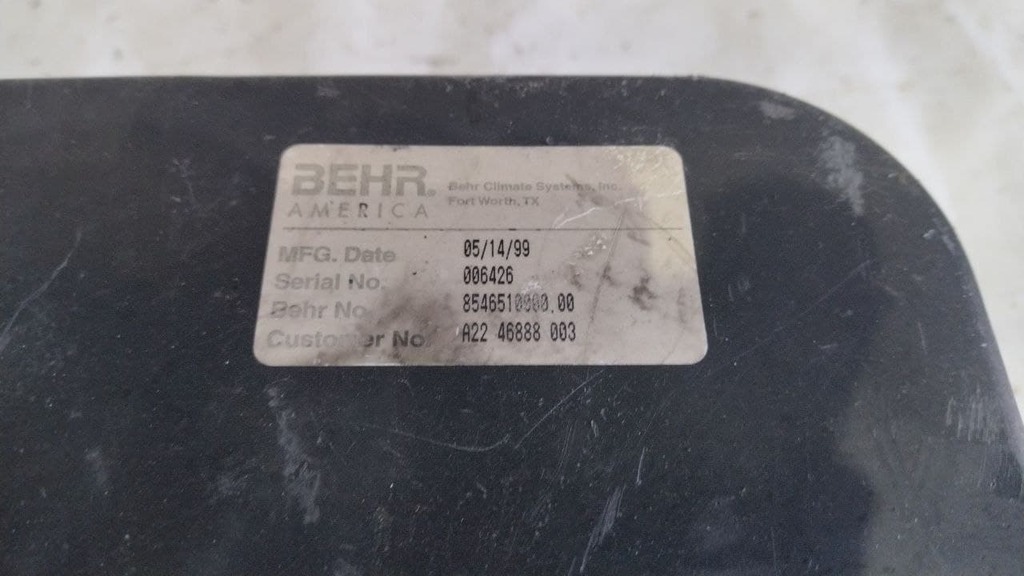 BEHR. Behr Climate Systems, Inc.
AMERICA Fort Worth, TX
MFG. Date 05/14/99
Serial No. 006426
Behr No. 8546510000.00
Customer No. A22 46888 003